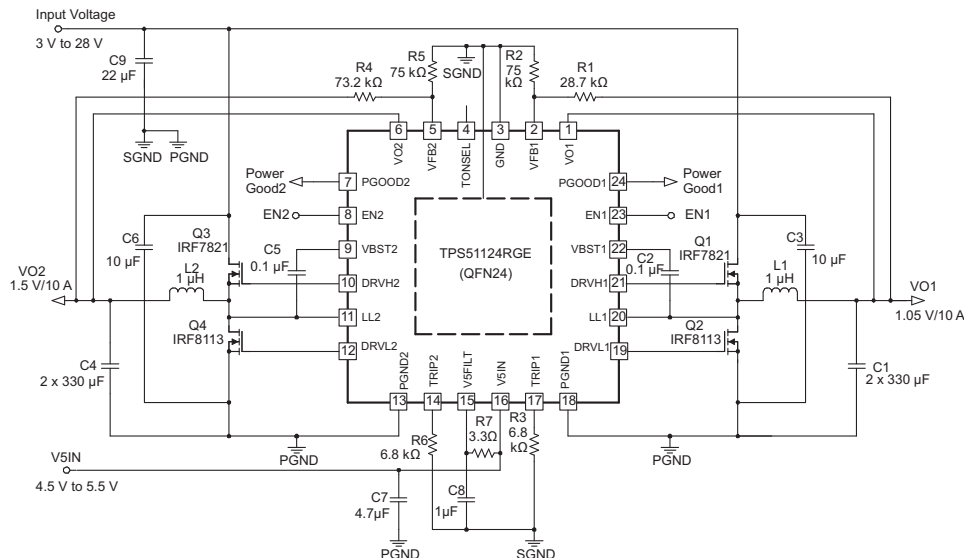 Input Voltage
3 V to 28 V
C9
22 µF
SGND
PGND
R4
73.2 kΩ
R5
75 kΩ
SGND
R2
75
kΩ
R1
28.7 kΩ
6
5
4
3
2
1
VO2
VFB2
TONSEL
GND
VFB1
VO1
Power
Good2
7
PGOOD2
PGOOD1
24
Power
Good1
EN2
8
EN2
EN1
23
EN1
C6
10 µF
Q3
IRF7821
C5
0.1 µF
9
VBST2
TPS51124RGE
(QFN24)
VBST1
22
C2
0.1 µF
Q1
IRF7821
C3
10 µF
VO2
1.5 V/10 A
L2
1 µH
10
DRVH2
DRVH1
21
L1
1 µH
VO1
1.05 V/10 A
Q4
IRF8113
11
LL2
LL1
20
Q2
IRF8113
12
DRVL2
DRVL1
19
C4
2 x 330 µF
C1
2 x 330 µF
PGND2
TRIP2
V5FILT
V5IN
TRIP1
PGND1
13
14
15
16
17
18
PGND
R6
6.8 kΩ
R7
3.3Ω
R3
6.8
kΩ
PGND
V5IN
4.5 V to 5.5 V
C7
4.7µF
C8
1µF
PGND
SGND